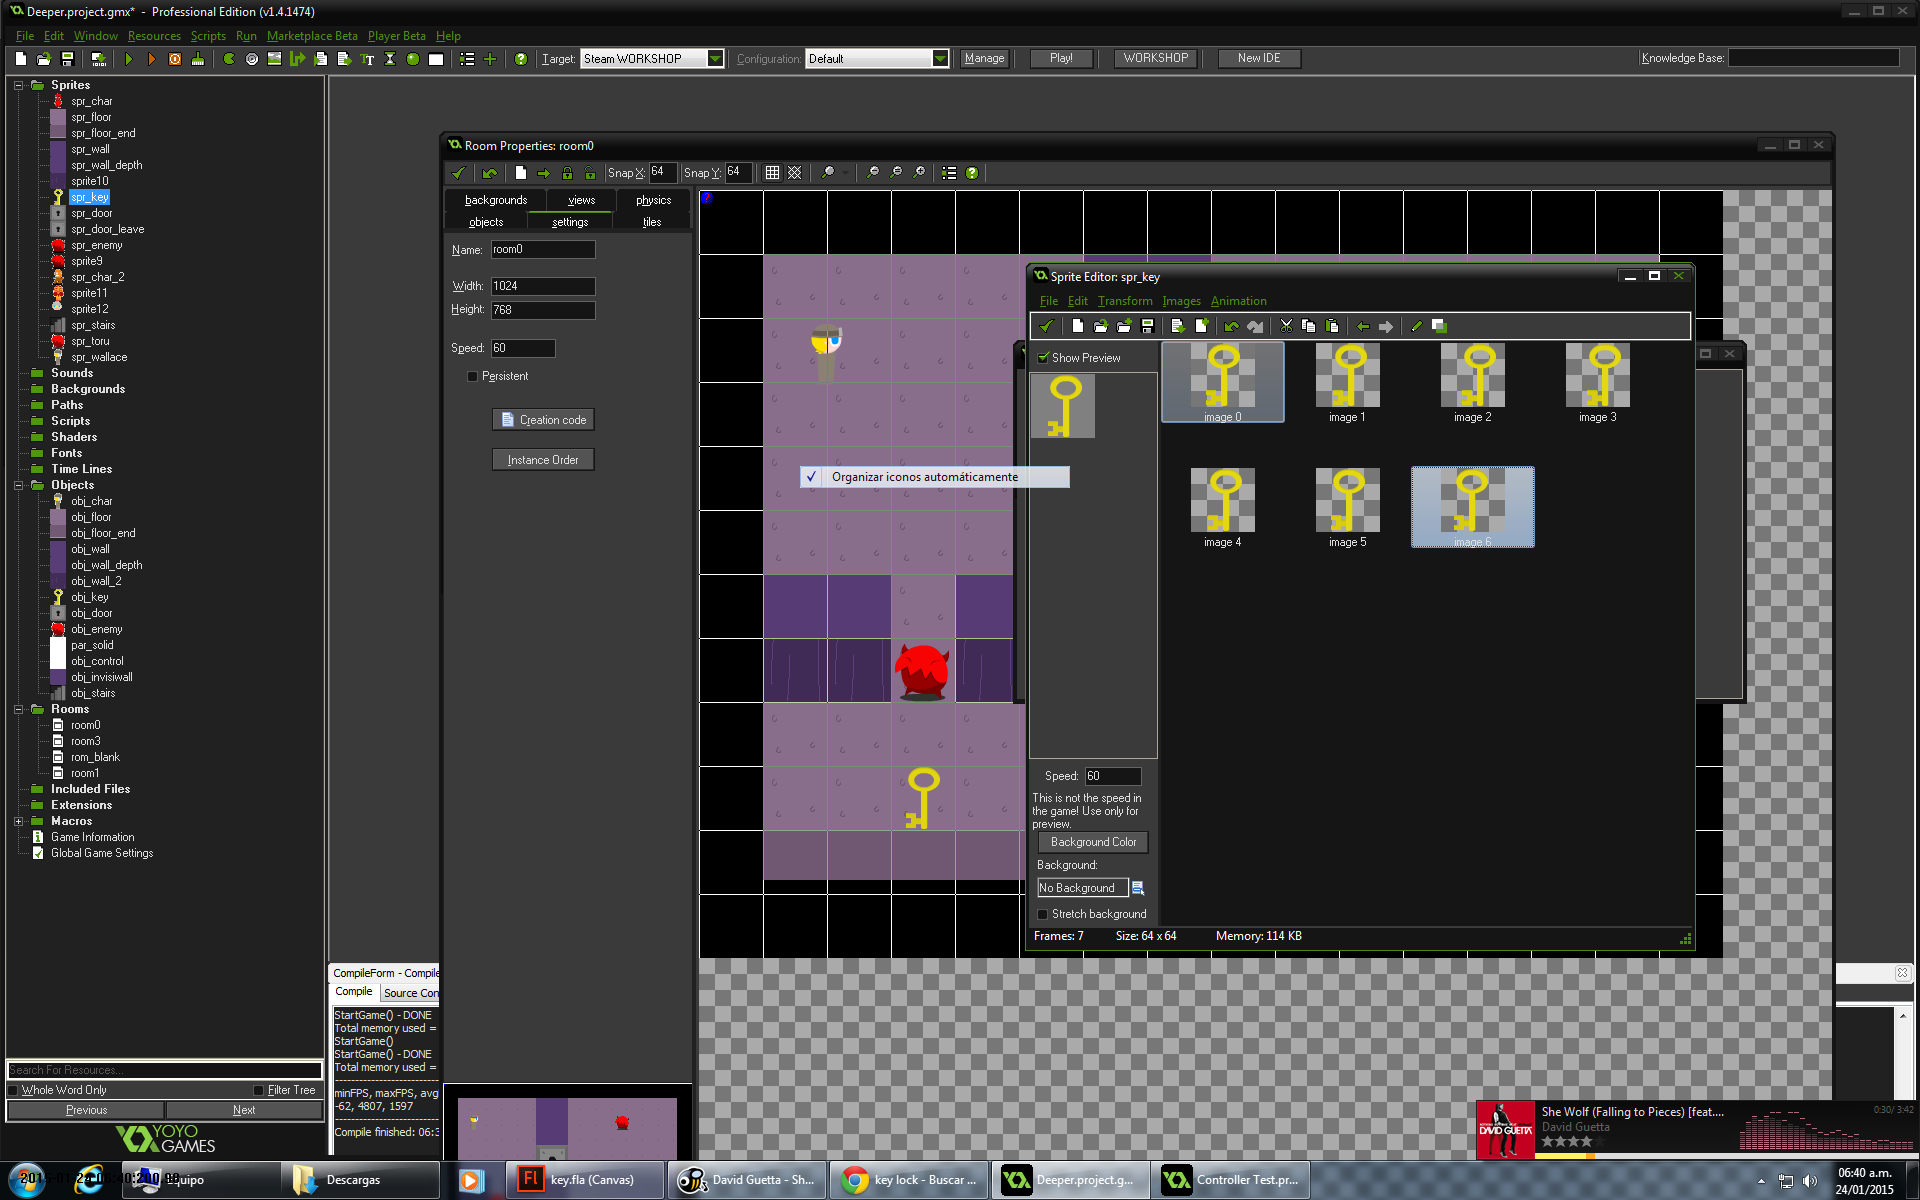 Deeper.project.gmx* - Professional Edition (v1.4.1474)
File Edit Window Resources Scripts Run Marketplace Beta Player Beta Help
Target: Steam WORKSHOP Configuration: Default Manage Play! WORKSHOP New IDE Knowledge Base:
Sprites
spr_char
spr_floor
spr_floor_end
spr_wall
spr_wall_depth
sprite10
spr_key
spr_door
spr_door_leave
spr_enemy
sprite9
spr_char_2
sprite11
sprite12
spr_stairs
spr_toru
spr_wallace
Sounds
Backgrounds
Paths
Scripts
Shaders
Fonts
Time Lines
Objects
obj_char
obj_floor
obj_floor_end
obj_wall
obj_wall_depth
obj_wall_2
obj_key
obj_door
obj_enemy
par_solid
obj_control
obj_invisiwall
obj_stairs
Rooms
room0
room3
rom_blank
room1
Included Files
Extensions
Macros
Game Information
Global Game Settings
Search For Resources...
Whole Word Only Filter Tree
Previous Next
YOYO
GAMES
Room Properties: room0
Snap X: 64 Snap Y: 64
backgrounds views physics
objects settings tiles
Name: room0
Width: 1024
Height: 768
Speed: 60
Persistent
Creation code
Instance Order
Organizar iconos automáticamente
Sprite Editor: spr_key
File Edit Transform Images Animation
Show Preview
image 0 image 1 image 2 image 3
image 4 image 5 image 6
Speed: 60
This is not the speed in
the game! Use only for
preview.
Background Color
Background:
No Background
Stretch background
Frames: 7 Size: 64 x 64 Memory: 114 KB
CompileForm - Compile
Compile Source Con
StartGame() - DONE
Total memory used =
StartGame()
StartGame() - DONE
Total memory used =
minFPS, maxFPS, avg
-62, 4807, 1597
Compile finished: 06:3
DAVID GUETTA
She Wolf (Falling to Pieces) [feat....
David Guetta
0:30/ 3:42
Equipo
Descargas
key.fla (Canvas)
David Guetta - Sh...
key lock - Buscar ...
Deeper.project.g...
Controller Test.pr...
06:40 a.m.
24/01/2015